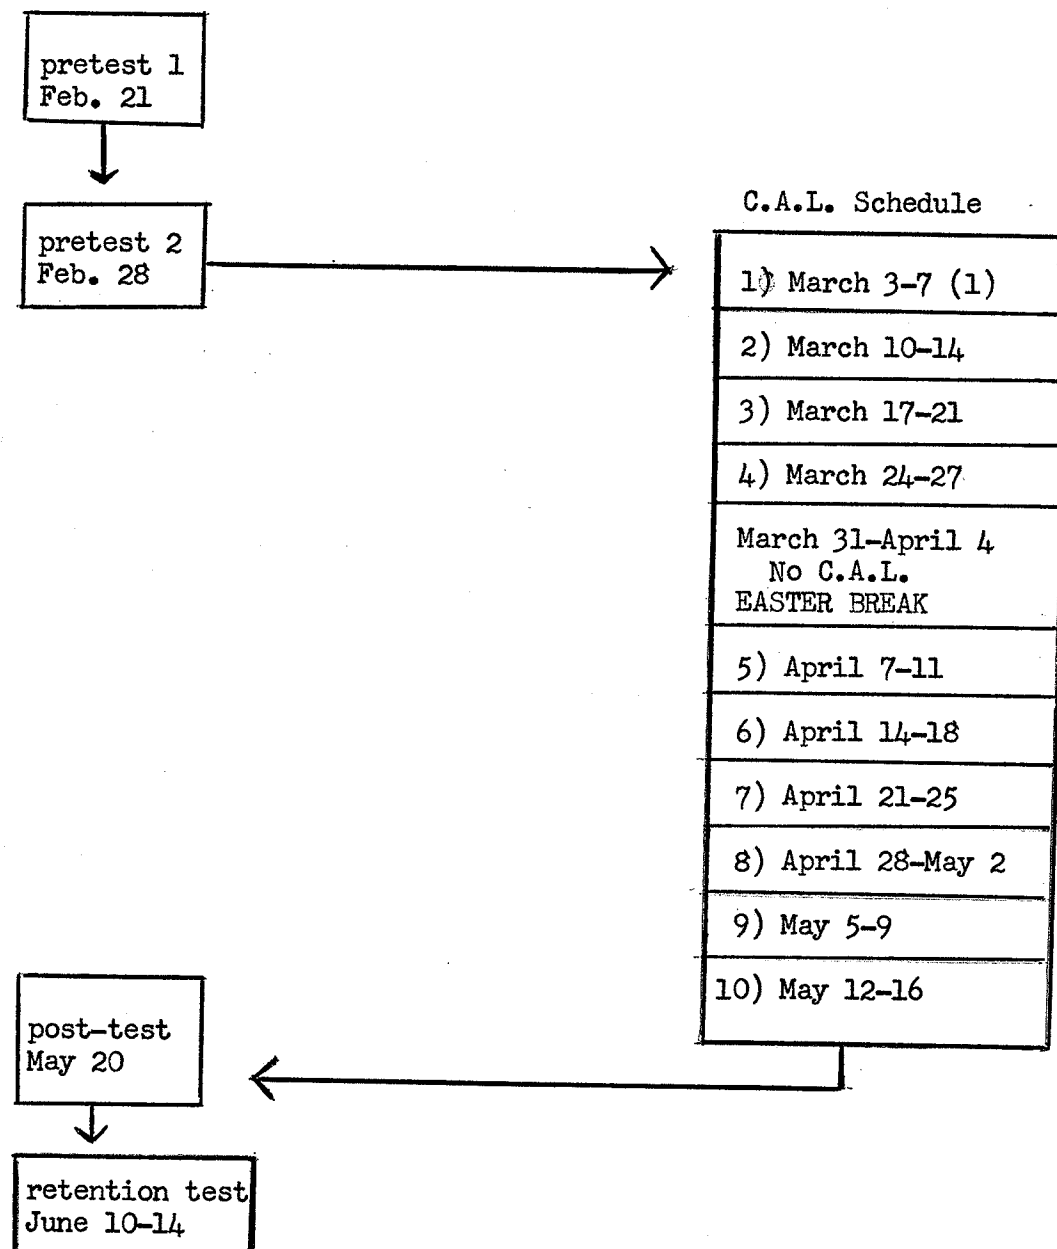 pretest 1
Feb. 21
pretest 2
Feb. 28
C.A.L. Schedule
1) March 3-7 (1)
2) March 10-14
3) March 17-21
4) March 24-27
March 31-April 4
No C.A.L.
EASTER BREAK
5) April 7-11
6) April 14-18
7) April 21-25
8) April 28-May 2
9) May 5-9
10) May 12-16
post-test
May 20
retention test
June 10-14